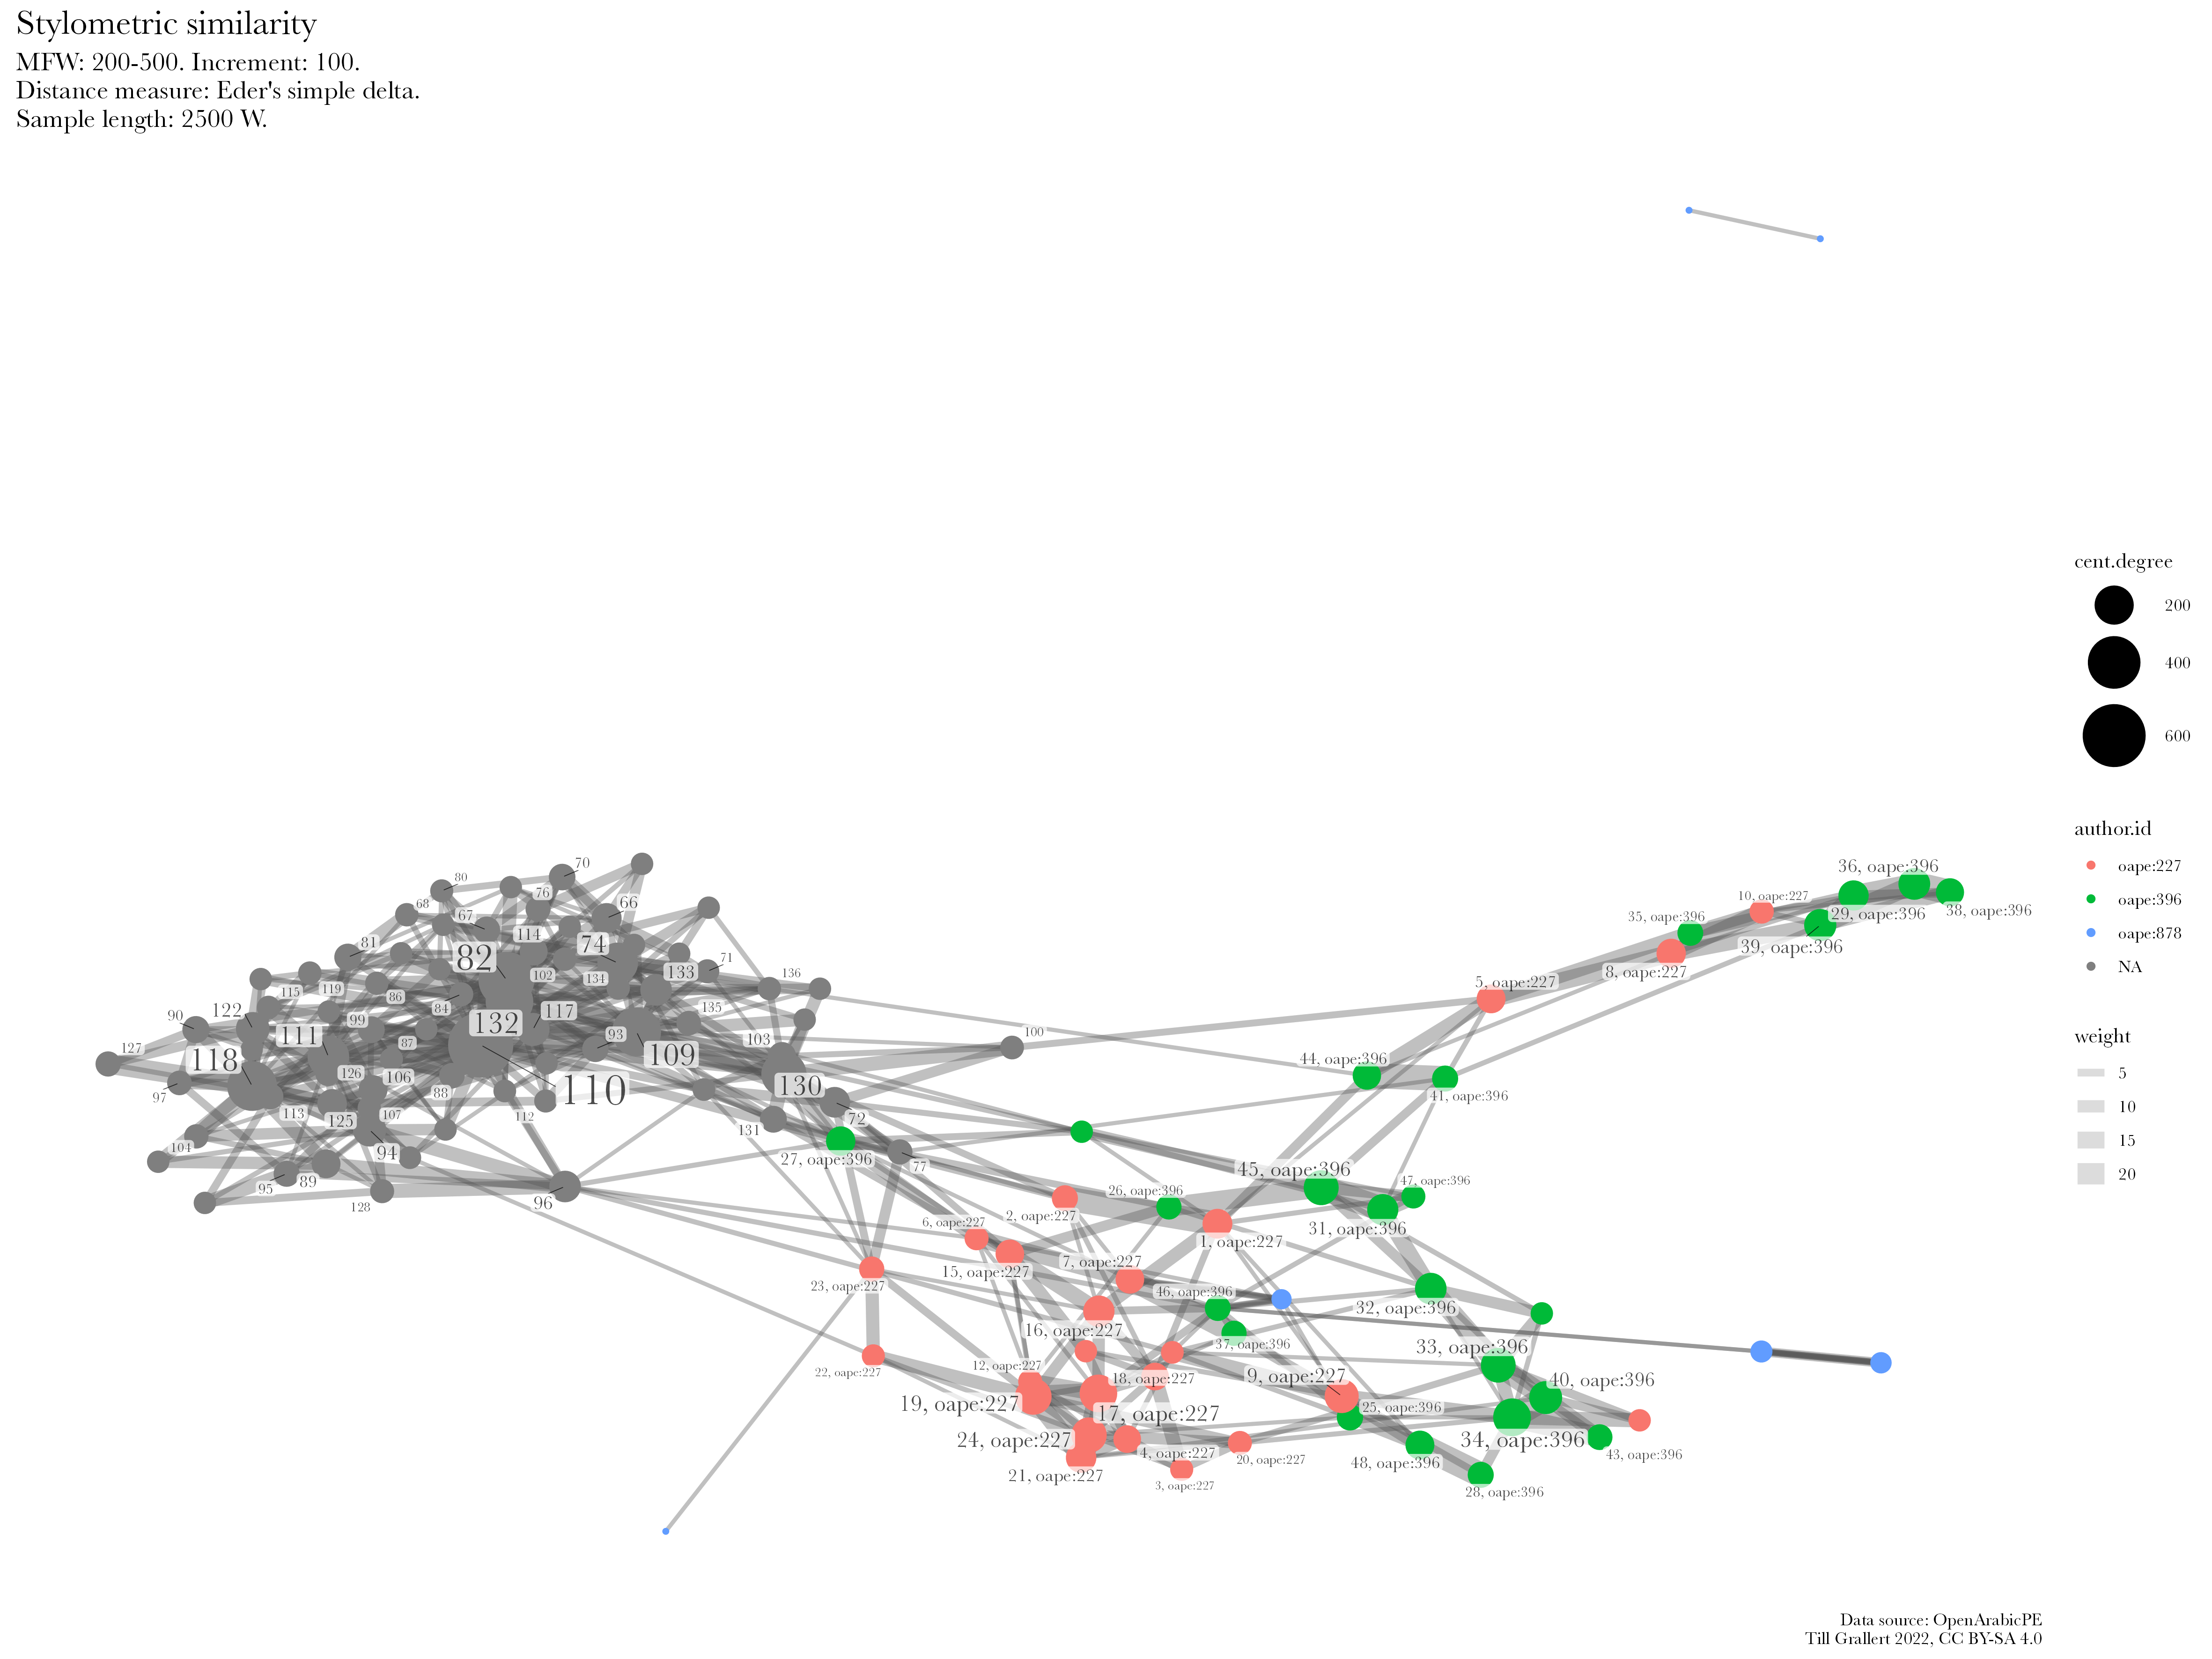 Stylometric similarity
MFW: 200-500. Increment: 100.
Distance measure: Eder's simple delta.
Sample length: 2500 W.
cent.degree
200
400
600
author.id
oape:227
oape:396
oape:878
NA
weight
5
10
15
20
70
80
76
68
67
66
114
74
82
81
71
133
102
134
136
115
119
86
84
135
90
122
99
132
117
111
93
100
87
103
109
127
118
126
106
130
110
97
88
113
107
112
125
72
131
104
94
77
95
89
96
128
36, oape:396
10, oape:227
38, oape:396
29, oape:396
35, oape:396
39, oape:396
8, oape:227
5, oape:227
44, oape:396
41, oape:396
27, oape:396
45, oape:396
47, oape:396
26, oape:396
2, oape:227
6, oape:227
31, oape:396
1, oape:227
7, oape:227
15, oape:227
23, oape:227
46, oape:396
32, oape:396
16, oape:227
37, oape:396
33, oape:396
12, oape:227
22, oape:227
18, oape:227
9, oape:227
40, oape:396
19, oape:227
25, oape:396
17, oape:227
24, oape:227
34, oape:396
4, oape:227
20, oape:227
43, oape:396
48, oape:396
21, oape:227
3, oape:227
28, oape:396
Data source: OpenArabicPE
Till Grallert 2022, CC BY-SA 4.0